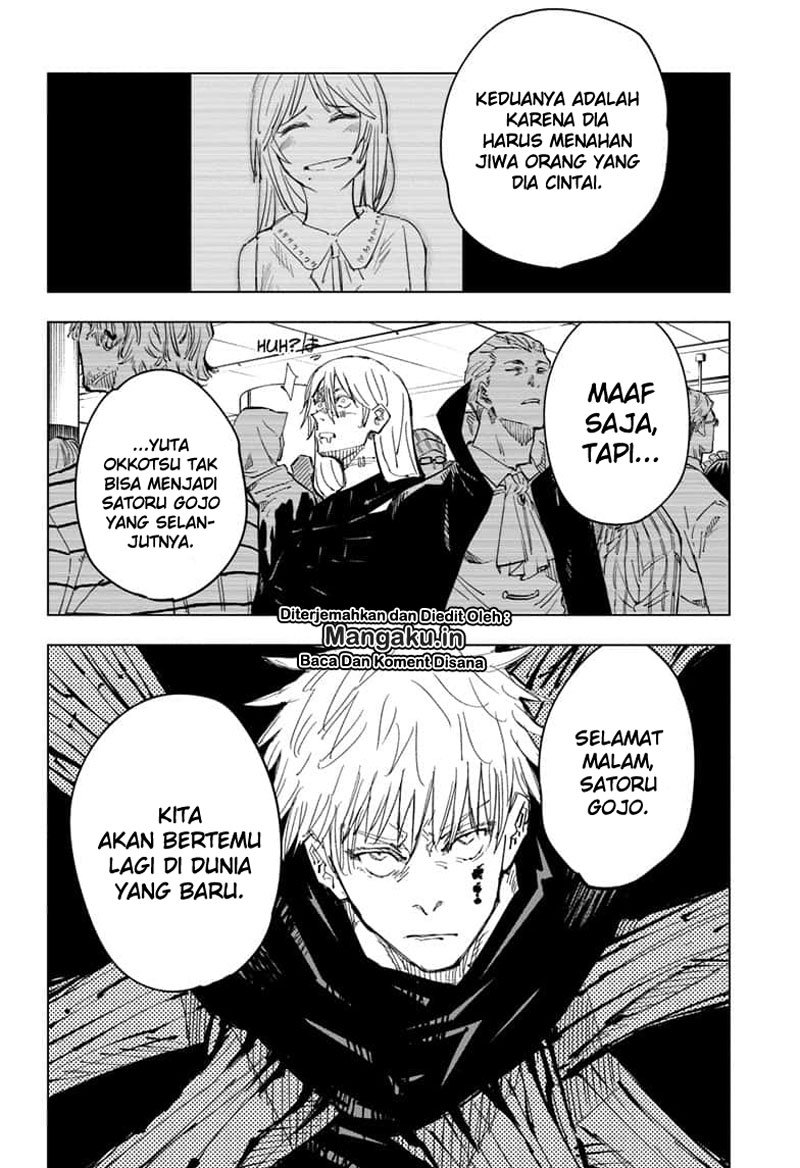 KEDUANYA ADALAH
KARENA DIA
HARUS MENAHAN
JIWA ORANG YANG
DIA CINTAI.
HUH?
MAAF
SAJA,
TAPI...
...YUTA
OKKOTSU TAK
BISA MENJADI
SATORU GOJO
YANG SELAN-
JUTNYA.
Diterjemahkan dan Diedit Oleh :
Mangaku.in
Baca Dan Koment Disana
SELAMAT
MALAM,
SATORU
GOJO.
KITA
AKAN BERTEMU
LAGI DI DUNIA
YANG BARU.